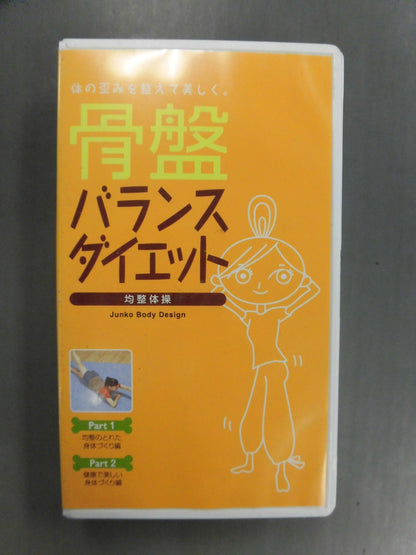 体の歪みを整えて美しく。
骨盤
バランス
ダイエット
均整体操
Junko Body Design
Part 1
均整のとれた
身体づくり編
Part 2
健康で美しい
身体づくり編